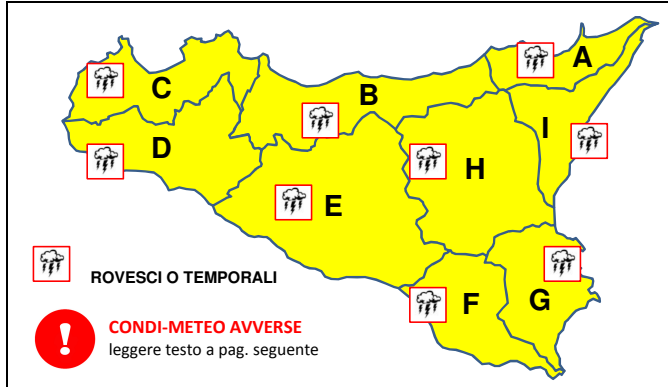 A
C
B
I
D
H
E
F
G
ROVESCI O TEMPORALI
CONDI-METEO AVVERSE
leggere testo a pag. seguente